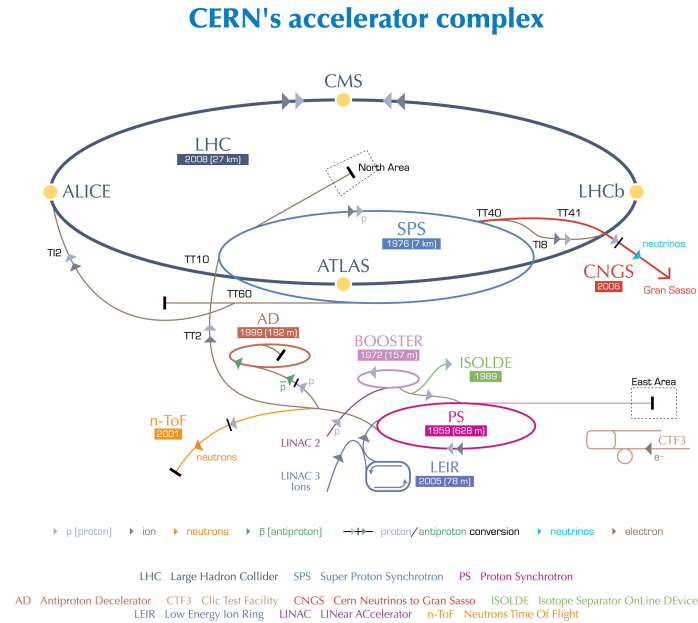 CERN's accelerator complex
CMS
LHC
2008 (27 km)
North Area
ALICE
LHCb
p
TT40
TT41
SPS
1976 (7 km)
TI8
neutrinos
TI2
TT10
ATLAS
CNGS
2006
Gran Sasso
TT60
AD
1999 (182 m)
TT2
BOOSTER
1972 (157 m)
ISOLDE
1989
p̅
p
East Area
n-ToF
2001
PS
1959 (628 m)
p
LINAC 2
neutrons
CTF3
e–
LEIR
2005 (78 m)
LINAC 3
Ions
p (proton) ion neutrons p̅ (antiproton) proton/antiproton conversion neutrinos electron
LHC Large Hadron Collider SPS Super Proton Synchrotron PS Proton Synchrotron
AD Antiproton Decelerator CTF3 Clic Test Facility CNGS Cern Neutrinos to Gran Sasso ISOLDE Isotope Separator OnLine DEvice
LEIR Low Energy Ion Ring LINAC LINear ACcelerator n-ToF Neutrons Time Of Flight